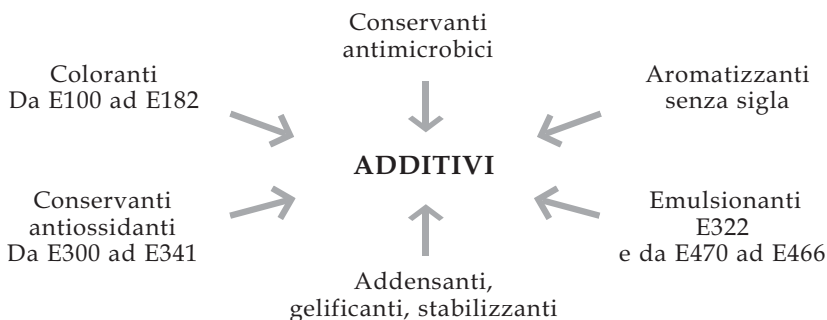 Conservanti
antimicrobici
Coloranti
Da E100 ad E182
Aromatizzanti
senza sigla
ADDITIVI
Conservanti
antiossidanti
Da E300 ad E341
Emulsionanti
E322
e da E470 ad E466
Addensanti,
gelificanti, stabilizzanti